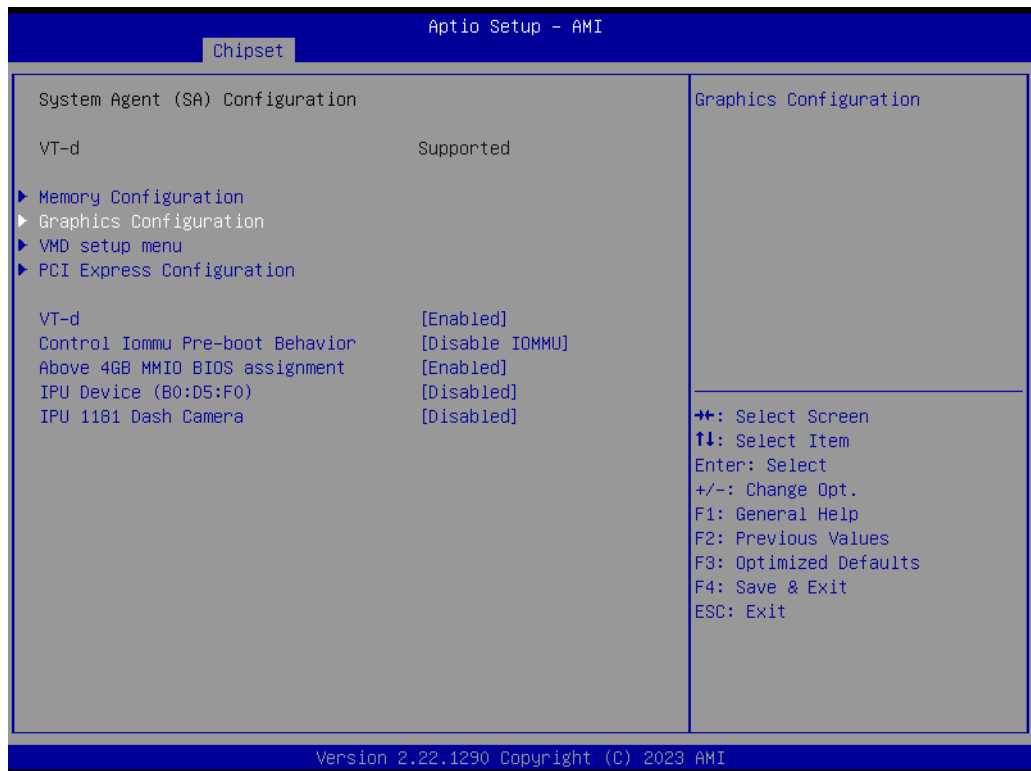 Aptio Setup - AMI
Chipset
System Agent (SA) Configuration
VT-d Supported
Memory Configuration
Graphics Configuration
VMD setup menu
PCI Express Configuration
VT-d [Enabled]
Control Iommu Pre-boot Behavior [Disable IOMMU]
Above 4GB MMIO BIOS assignment [Enabled]
IPU Device (B0:D5:F0) [Disabled]
IPU 1181 Dash Camera [Disabled]
Graphics Configuration
→←: Select Screen
↑↓: Select Item
Enter: Select
+/-: Change Opt.
F1: General Help
F2: Previous Values
F3: Optimized Defaults
F4: Save & Exit
ESC: Exit
Version 2.22.1290 Copyright (C) 2023 AMI